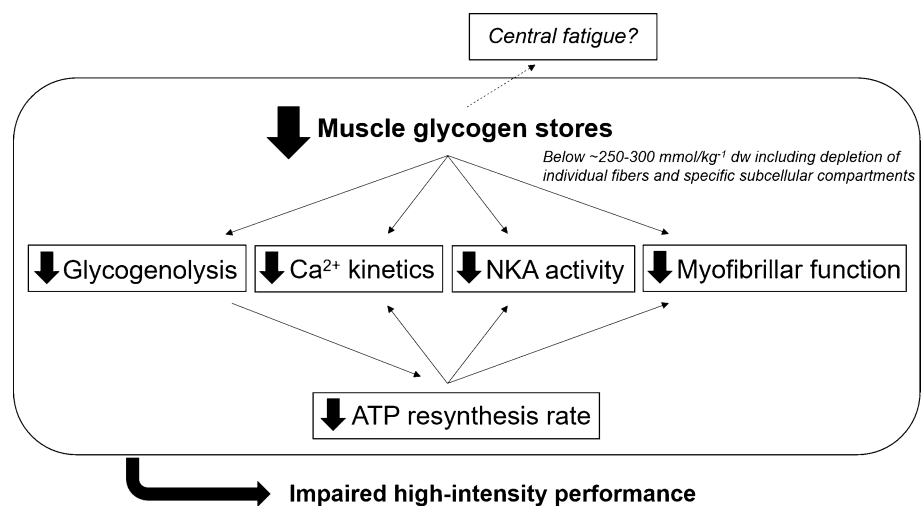 Central fatigue?
Muscle glycogen stores
Below ~250-300 mmol/kg⁻¹ dw including depletion of
individual fibers and specific subcellular compartments
Glycogenolysis
Ca²⁺ kinetics
NKA activity
Myofibrillar function
ATP resynthesis rate
Impaired high-intensity performance